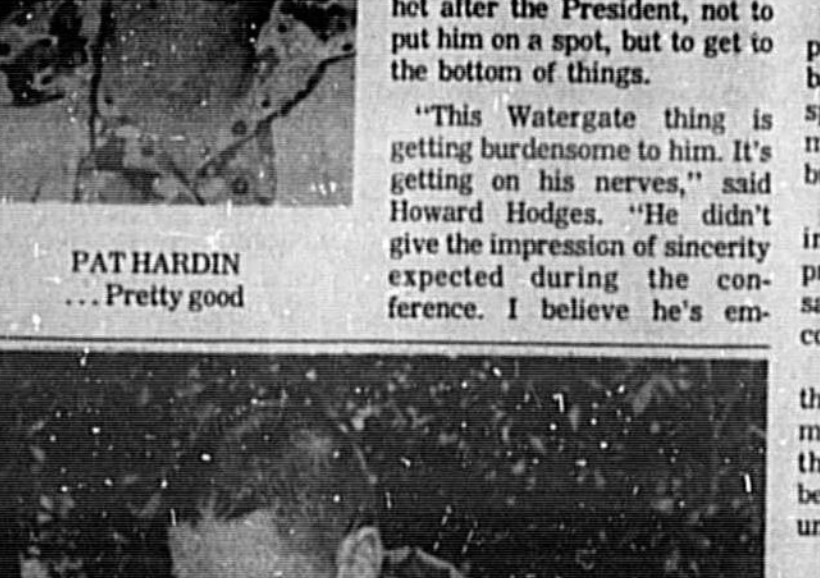 PAT HARDIN
... Pretty good
not after the President, not to
put him on a spot, but to get to
the bottom of things.
"This Watergate thing is
getting burdensome to him. It's
getting on his nerves," said
Howard Hodges. "He didn't
give the impression of sincerity
expected during the con-
ference. I believe he's em-